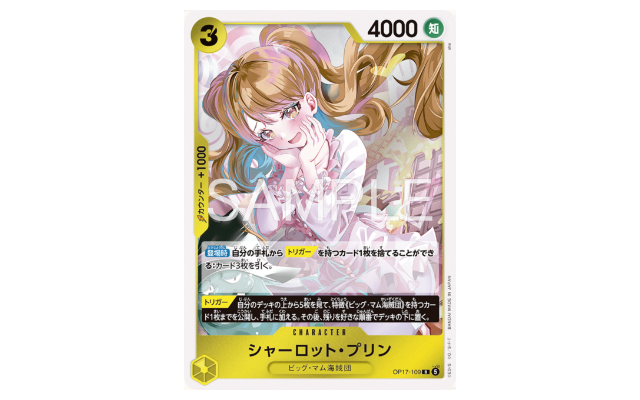 3
4000
知
カウンター +1000
SAMPLE
登場時 自分の手札から トリガー を持つカード1枚を捨てることができ
る:カード3枚を引く。
トリガー 自分のデッキの上から5枚を見て、特徴《ビッグ・マム海賊団》を持つカー
ド1枚までを公開し、手札に加える。その後、残りを好きな順番でデッキの下に置く。
CHARACTER
シャーロット・プリン
ビッグ・マム海賊団
OP17-109 R 5